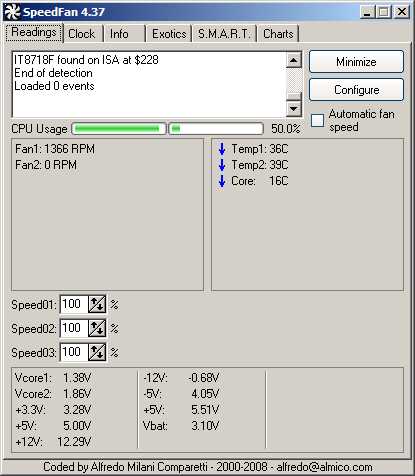 SpeedFan 4.37
Readings Clock Info Exotics S.M.A.R.T. Charts
IT8718F found on ISA at $228
End of detection
Loaded 0 events
Minimize
Configure
Automatic fan speed
CPU Usage 50.0%
Fan1: 1366 RPM
Fan2: 0 RPM
Temp1: 36C
Temp2: 39C
Core: 16C
Speed01: 100 %
Speed02: 100 %
Speed03: 100 %
Vcore1: 1.38V
Vcore2: 1.86V
+3.3V: 3.28V
+5V: 5.00V
+12V: 12.29V
-12V: -0.68V
-5V: 4.05V
+5V: 5.51V
Vbat: 3.10V
Coded by Alfredo Milani Comparetti - 2000-2008 - alfredo@almico.com